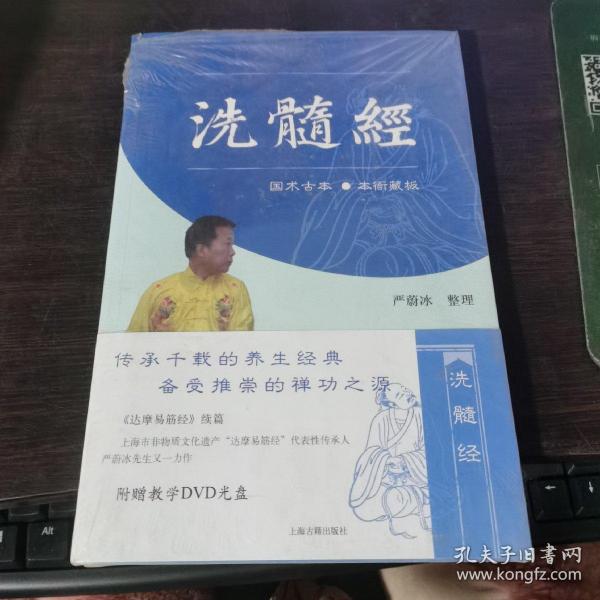 洗髓經
国术古本●本衙藏板
严蔚冰 整理
传承千载的养生经典
备受推崇的禅功之源
《达摩易筋经》续篇
上海市非物质文化遗产“达摩易筋经”代表性传承人
严蔚冰先生又一力作
附赠教学DVD光盘
上海古籍出版社
洗髓经
Alt
孔夫子旧书网
www.kongfz.com